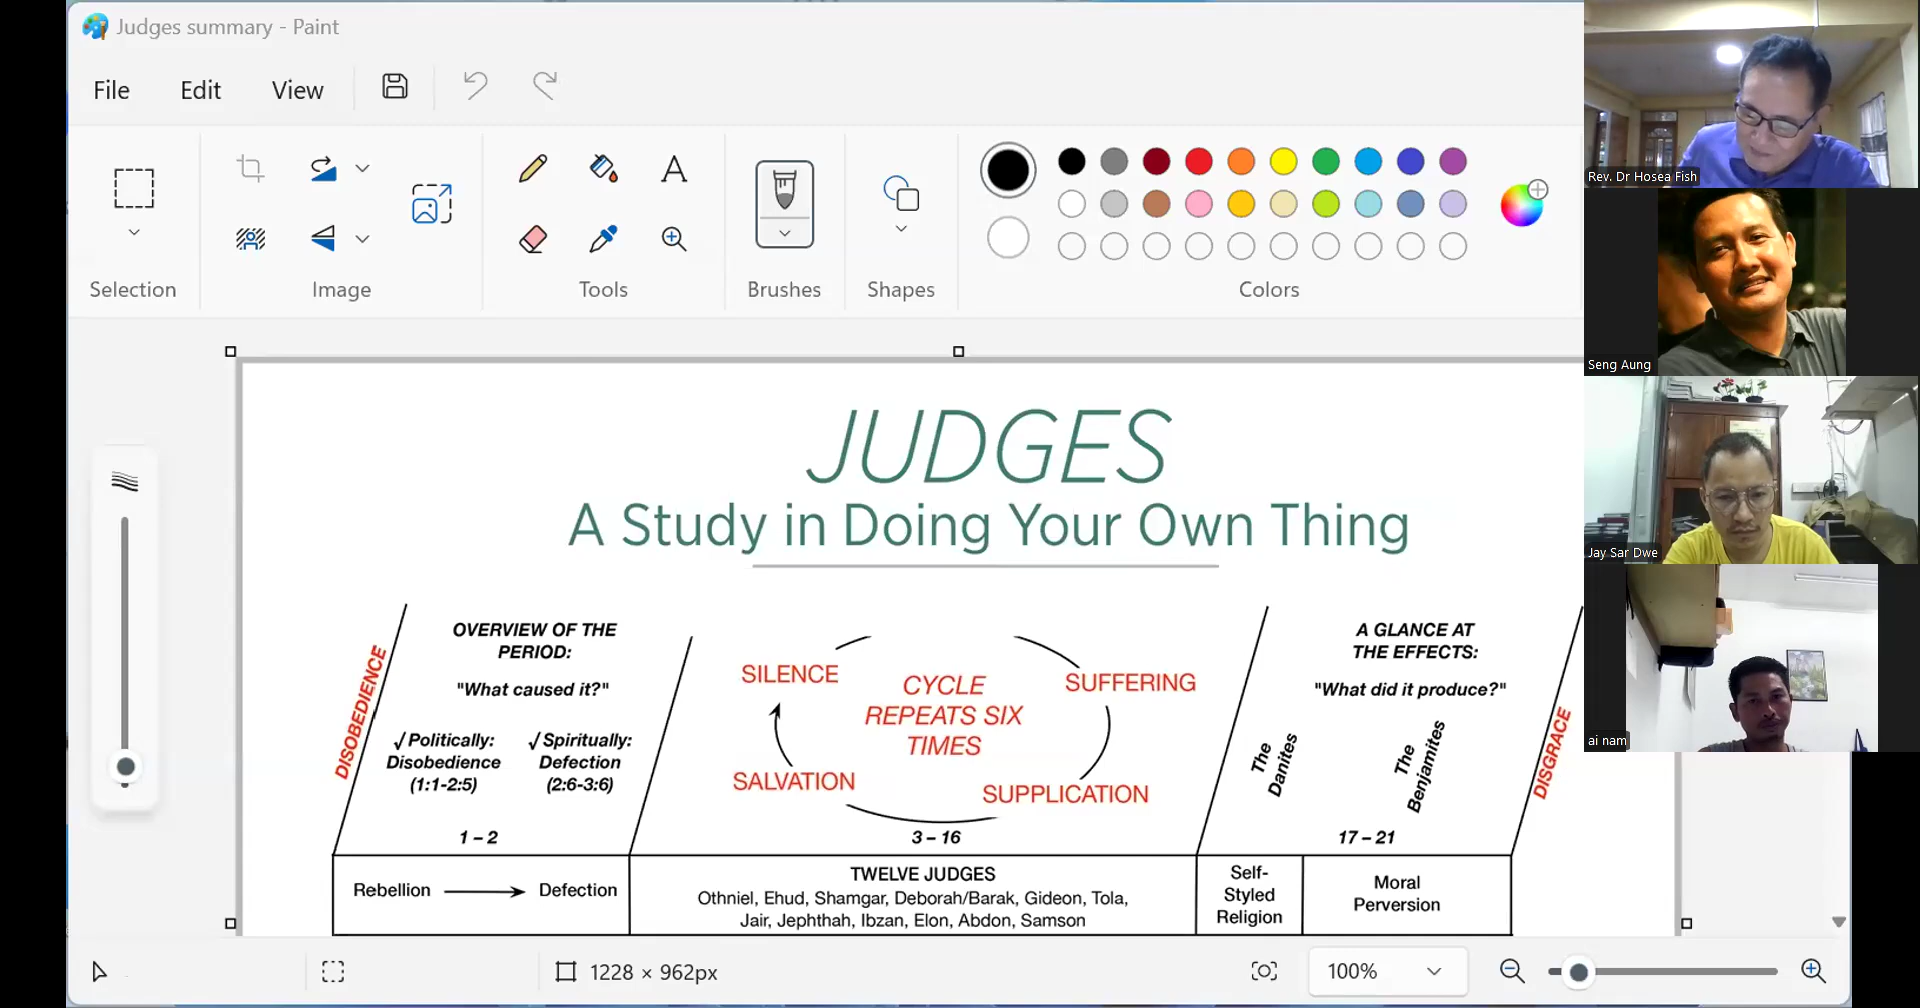 Judges summary - Paint
File Edit View
Selection
Image
Tools
Brushes
Shapes
Colors
Rev. Dr Hosea Fish
Seng Aung
Jay Sar Dwe
ai nam
JUDGES
A Study in Doing Your Own Thing
DISOBEDIENCE
OVERVIEW OF THE
PERIOD:
"What caused it?"
√ Politically:
Disobedience
(1:1-2:5)
√ Spiritually:
Defection
(2:6-3:6)
1 – 2
SILENCE
CYCLE
REPEATS SIX
TIMES
SUFFERING
SALVATION
SUPPLICATION
3 – 16
A GLANCE AT
THE EFFECTS:
"What did it produce?"
The
Danites
The
Benjamites
17 – 21
DISGRACE
Rebellion
Defection
TWELVE JUDGES
Othniel, Ehud, Shamgar, Deborah/Barak, Gideon, Tola,
Jair, Jephthah, Ibzan, Elon, Abdon, Samson
Self-
Styled
Religion
Moral
Perversion
1228 × 962px
100%